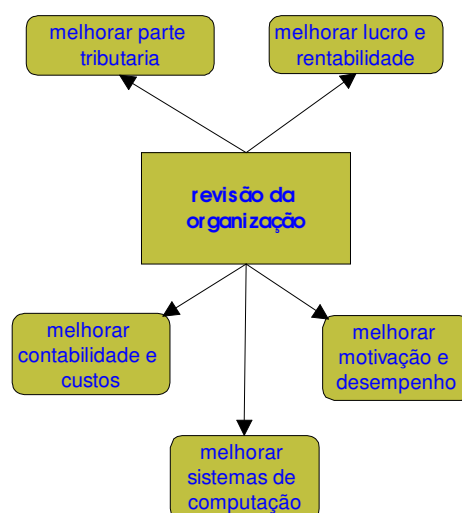 melhorar parte
tributaria
melhorar lucro e
rentabilidade
revisão da
organização
melhorar
contabilidade e
custos
melhorar
motivação e
desempenho
melhorar
sistemas de
computação